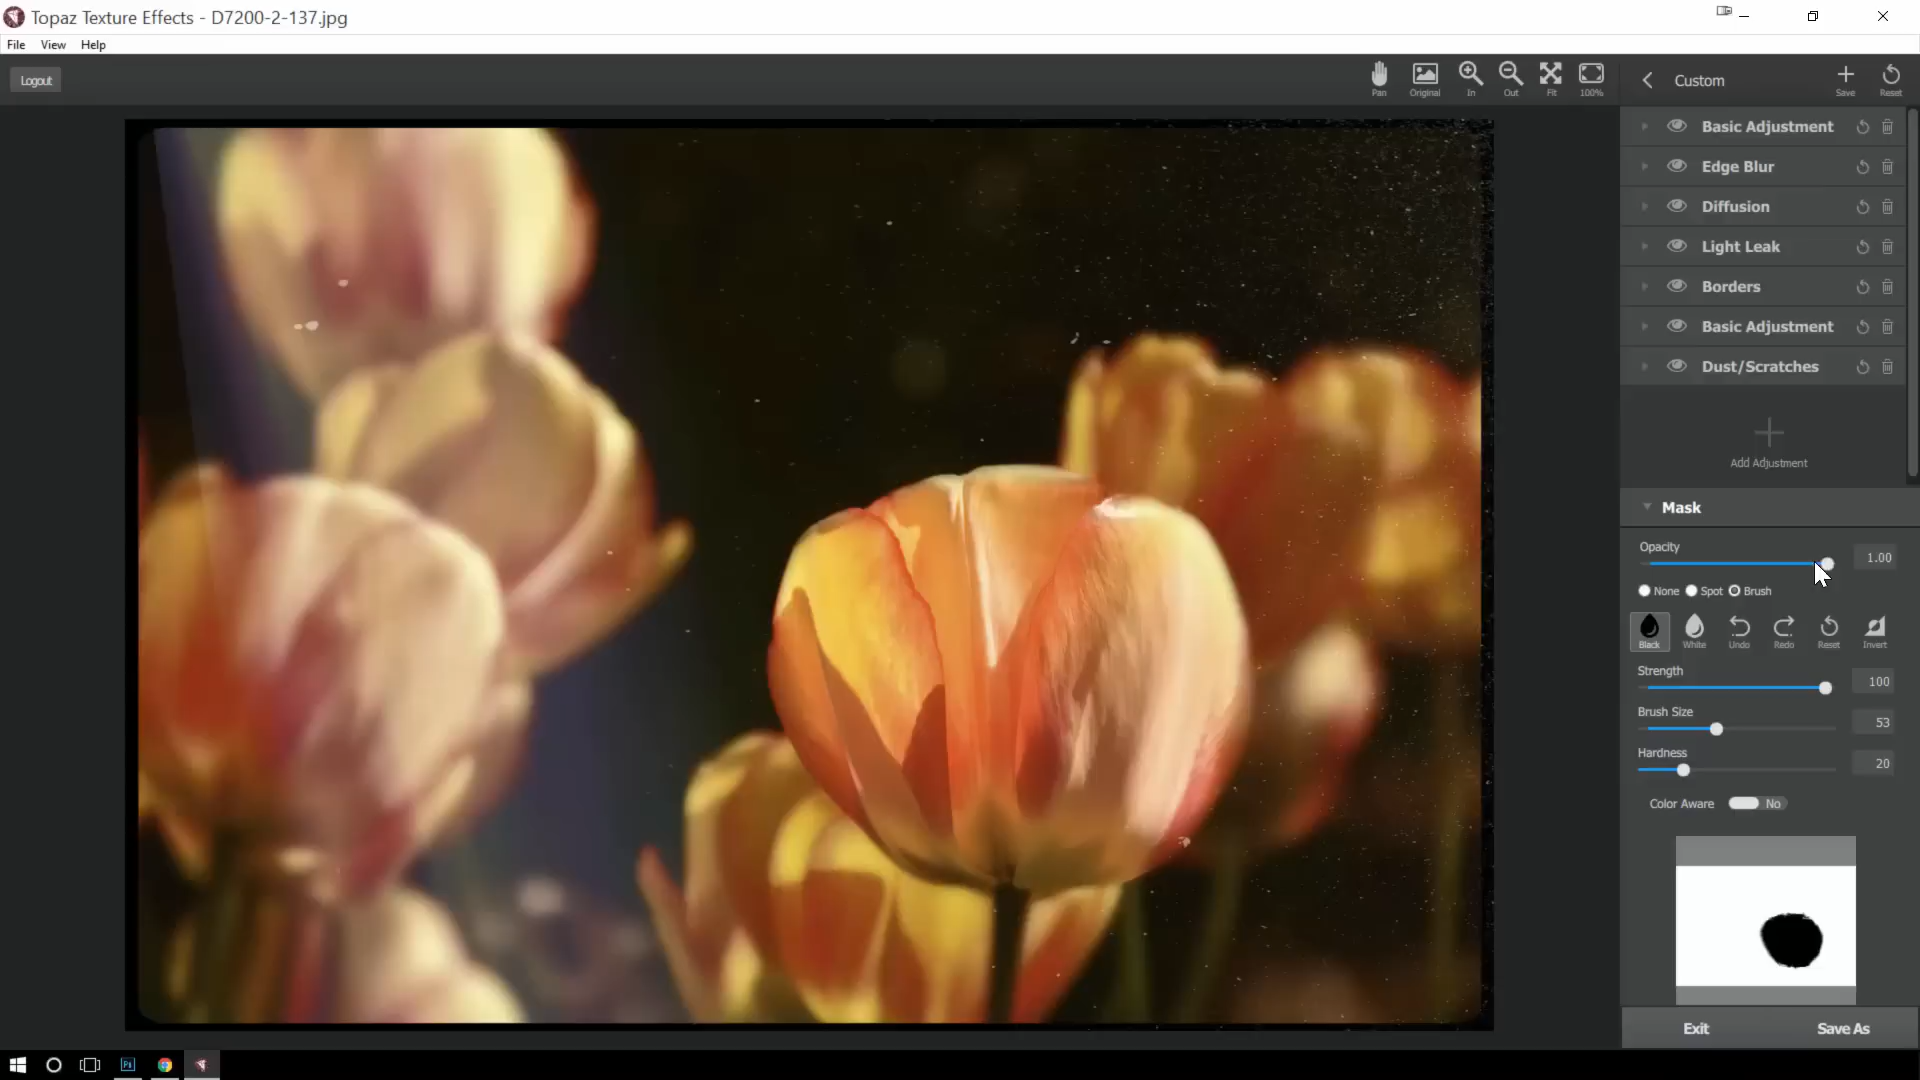 Topaz Texture Effects - D7200-2-137.jpg
File View Help
Logout
Pan Original In Out Fit 100%
Custom
Save Reset
Basic Adjustment
Edge Blur
Diffusion
Light Leak
Borders
Basic Adjustment
Dust/Scratches
Add Adjustment
Mask
Opacity
1.00
None Spot Brush
Black White Undo Redo Reset Invert
Strength
100
Brush Size
53
Hardness
20
Color Aware No
Exit Save As